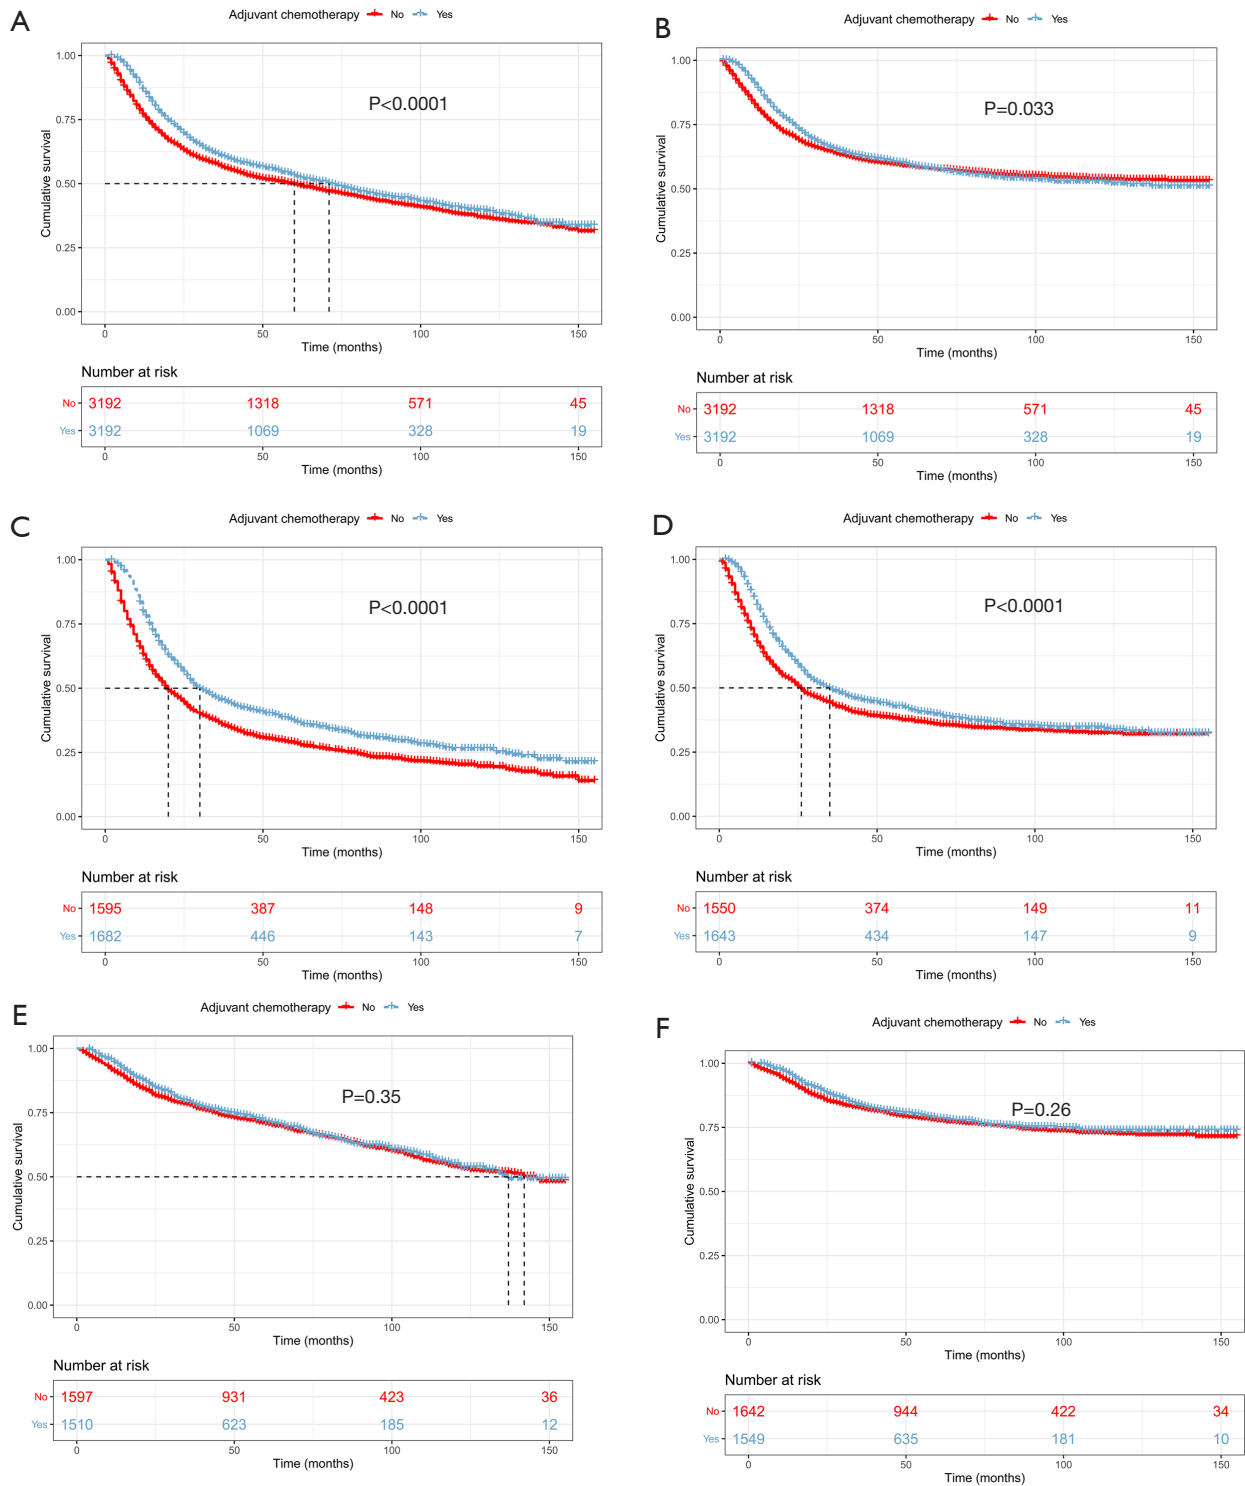 A
Adjuvant chemotherapy No Yes
1.00
0.75
0.50
0.25
0.00
Cumulative survival
P<0.0001
0 50 100 150
Time (months)
Number at risk
No 3192 1318 571 45
Yes 3192 1069 328 19
0 50 100 150
Time (months)
B
Adjuvant chemotherapy No Yes
1.00
0.75
0.50
0.25
0.00
Cumulative survival
P=0.033
0 50 100 150
Time (months)
Number at risk
No 3192 1318 571 45
Yes 3192 1069 328 19
0 50 100 150
Time (months)
C
Adjuvant chemotherapy No Yes
1.00
0.75
0.50
0.25
0.00
Cumulative survival
P<0.0001
0 50 100 150
Time (months)
Number at risk
No 1595 387 148 9
Yes 1682 446 143 7
0 50 100 150
Time (months)
D
Adjuvant chemotherapy No Yes
1.00
0.75
0.50
0.25
0.00
Cumulative survival
P<0.0001
0 50 100 150
Time (months)
Number at risk
No 1550 374 149 11
Yes 1643 434 147 9
0 50 100 150
Time (months)
E
Adjuvant chemotherapy No Yes
1.00
0.75
0.50
0.25
0.00
Cumulative survival
P=0.35
0 50 100 150
Time (months)
Number at risk
No 1597 931 423 36
Yes 1510 623 185 12
0 50 100 150
Time (months)
F
Adjuvant chemotherapy No Yes
1.00
0.75
0.50
0.25
0.00
Cumulative survival
P=0.26
0 50 100 150
Time (months)
Number at risk
No 1642 944 422 34
Yes 1549 635 181 10
0 50 100 150
Time (months)